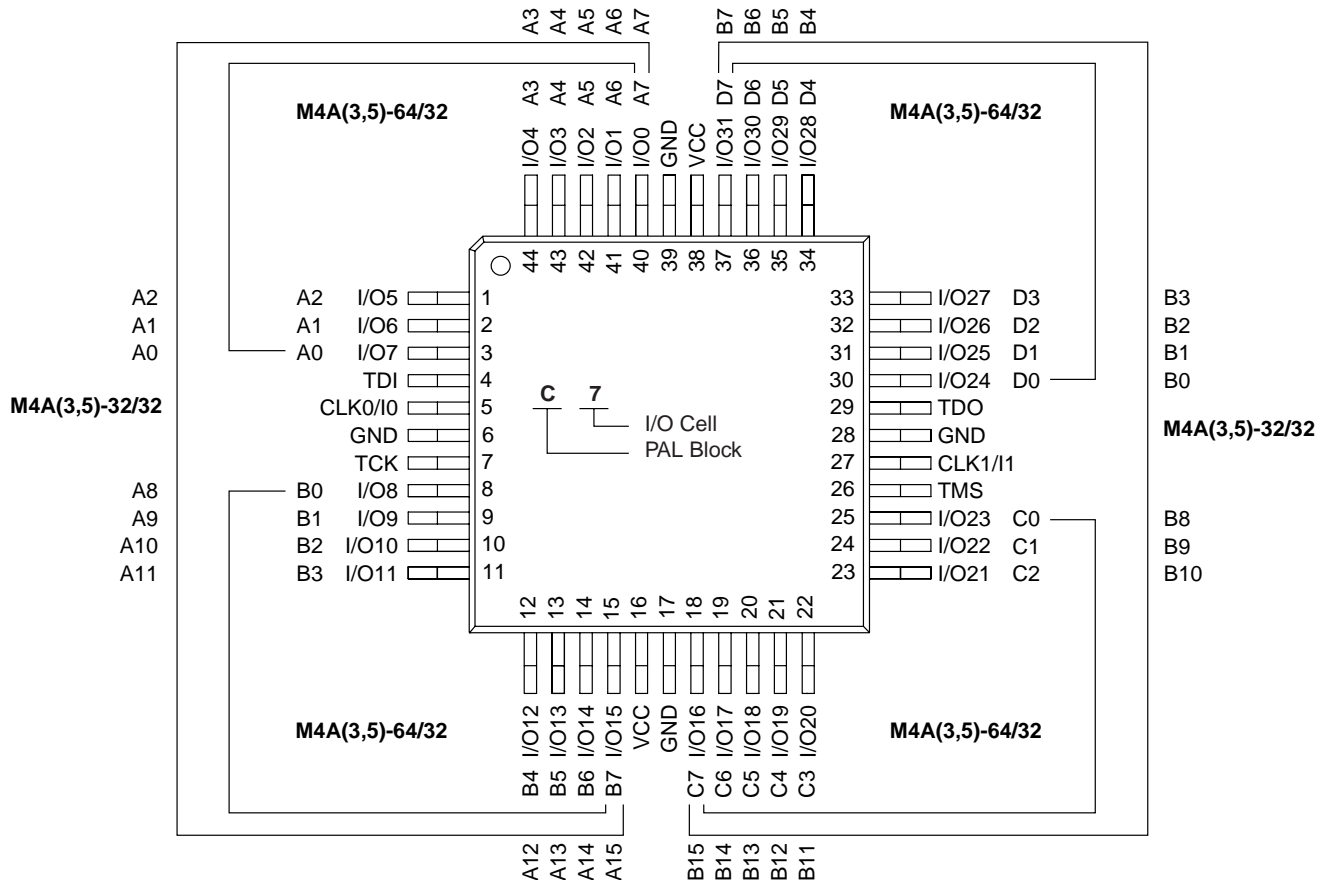 A3 A4 A5 A6 A7 B7 B6 B5 B4
M4A(3,5)-64/32 A3 A4 A5 A6 A7 D7 D6 D5 D4 M4A(3,5)-64/32
I/O4 I/O3 I/O2 I/O1 I/O0 GND VCC I/O31 I/O30 I/O29 I/O28
44 43 42 41 40 39 38 37 36 35 34
A2 A2 I/O5 1 33 I/O27 D3 B3
A1 A1 I/O6 2 32 I/O26 D2 B2
A0 A0 I/O7 3 31 I/O25 D1 B1
TDI 4 30 I/O24 D0 B0
M4A(3,5)-32/32 CLK0/I0 5 C 7 29 TDO
I/O Cell
GND 6 28 GND M4A(3,5)-32/32
PAL Block
TCK 7 27 CLK1/I1
A8 B0 I/O8 8 26 TMS
A9 B1 I/O9 9 25 I/O23 C0 B8
A10 B2 I/O10 10 24 I/O22 C1 B9
A11 B3 I/O11 11 23 I/O21 C2 B10
12 13 14 15 16 17 18 19 20 21 22
I/O12 I/O13 I/O14 I/O15 VCC GND I/O16 I/O17 I/O18 I/O19 I/O20
M4A(3,5)-64/32 B4 B5 B6 B7 C7 C6 C5 C4 C3 M4A(3,5)-64/32
A12 A13 A14 A15 B15 B14 B13 B12 B11